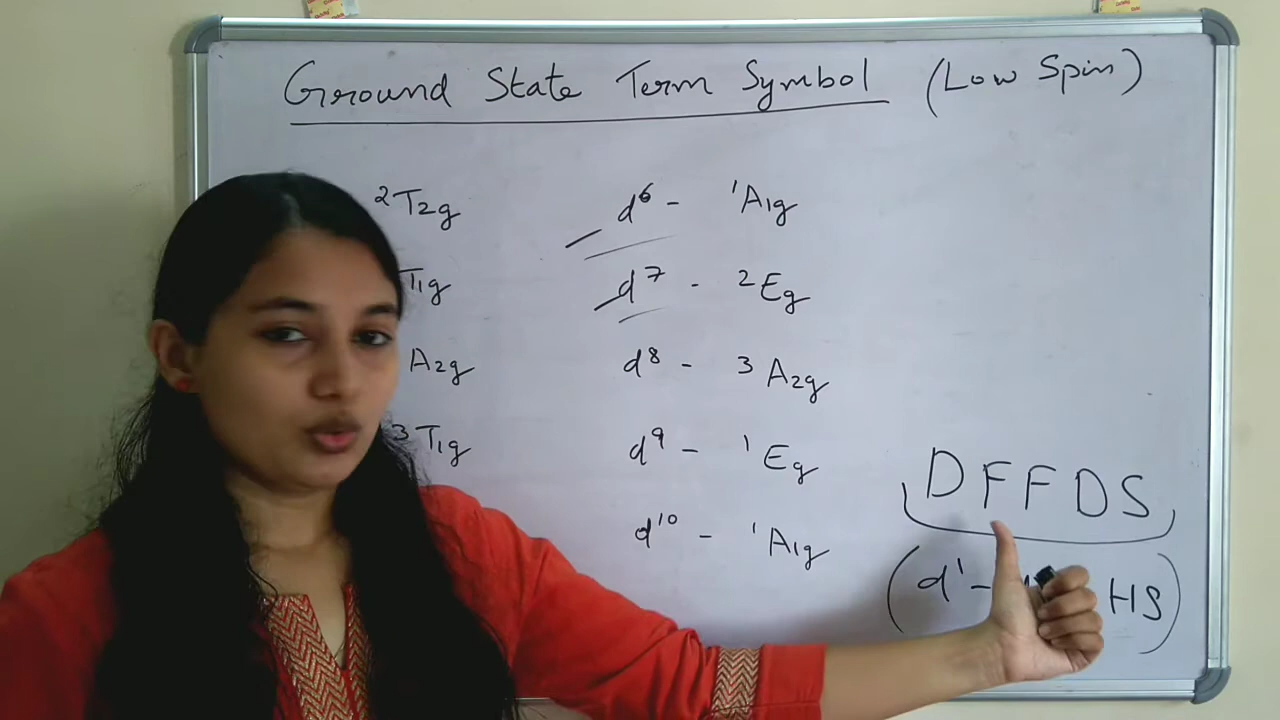 Ground State Term Symbol (Low Spin)
²T₂g d⁶ - ¹A₁g
T₁g d⁷ - ²Eg
A₂g d⁸ - ³A₂g
³T₁g d⁹ - ¹Eg
d¹⁰ - ¹A₁g
DFFDS
(d¹- HS)